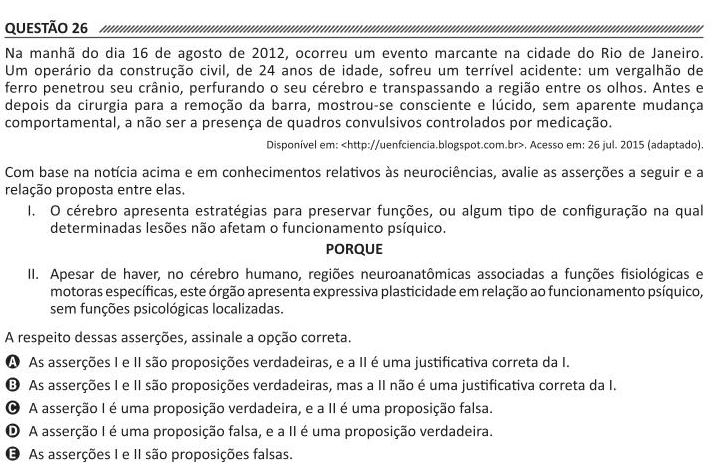 QUESTÃO 26
Na manhã do dia 16 de agosto de 2012, ocorreu um evento marcante na cidade do Rio de Janeiro.
Um operário da construção civil, de 24 anos de idade, sofreu um terrível acidente: um vergalhão de
ferro penetrou seu crânio, perfurando o seu cérebro e transpassando a região entre os olhos. Antes e
depois da cirurgia para a remoção da barra, mostrou-se consciente e lúcido, sem aparente mudança
comportamental, a não ser a presença de quadros convulsivos controlados por medicação.
Disponível em: <http://uenfciencia.blogspot.com.br>. Acesso em: 26 jul. 2015 (adaptado).
Com base na notícia acima e em conhecimentos relativos às neurociências, avalie as asserções a seguir e a
relação proposta entre elas.
I. O cérebro apresenta estratégias para preservar funções, ou algum tipo de configuração na qual
determinadas lesões não afetam o funcionamento psíquico.
PORQUE
II. Apesar de haver, no cérebro humano, regiões neuroanatômicas associadas a funções fisiológicas e
motoras específicas, este órgão apresenta expressiva plasticidade em relação ao funcionamento psíquico,
sem funções psicológicas localizadas.
A respeito dessas asserções, assinale a opção correta.
A As asserções I e II são proposições verdadeiras, e a II é uma justificativa correta da I.
B As asserções I e II são proposições verdadeiras, mas a II não é uma justificativa correta da I.
C A asserção I é uma proposição verdadeira, e a II é uma proposição falsa.
D A asserção I é uma proposição falsa, e a II é uma proposição verdadeira.
E As asserções I e II são proposições falsas.